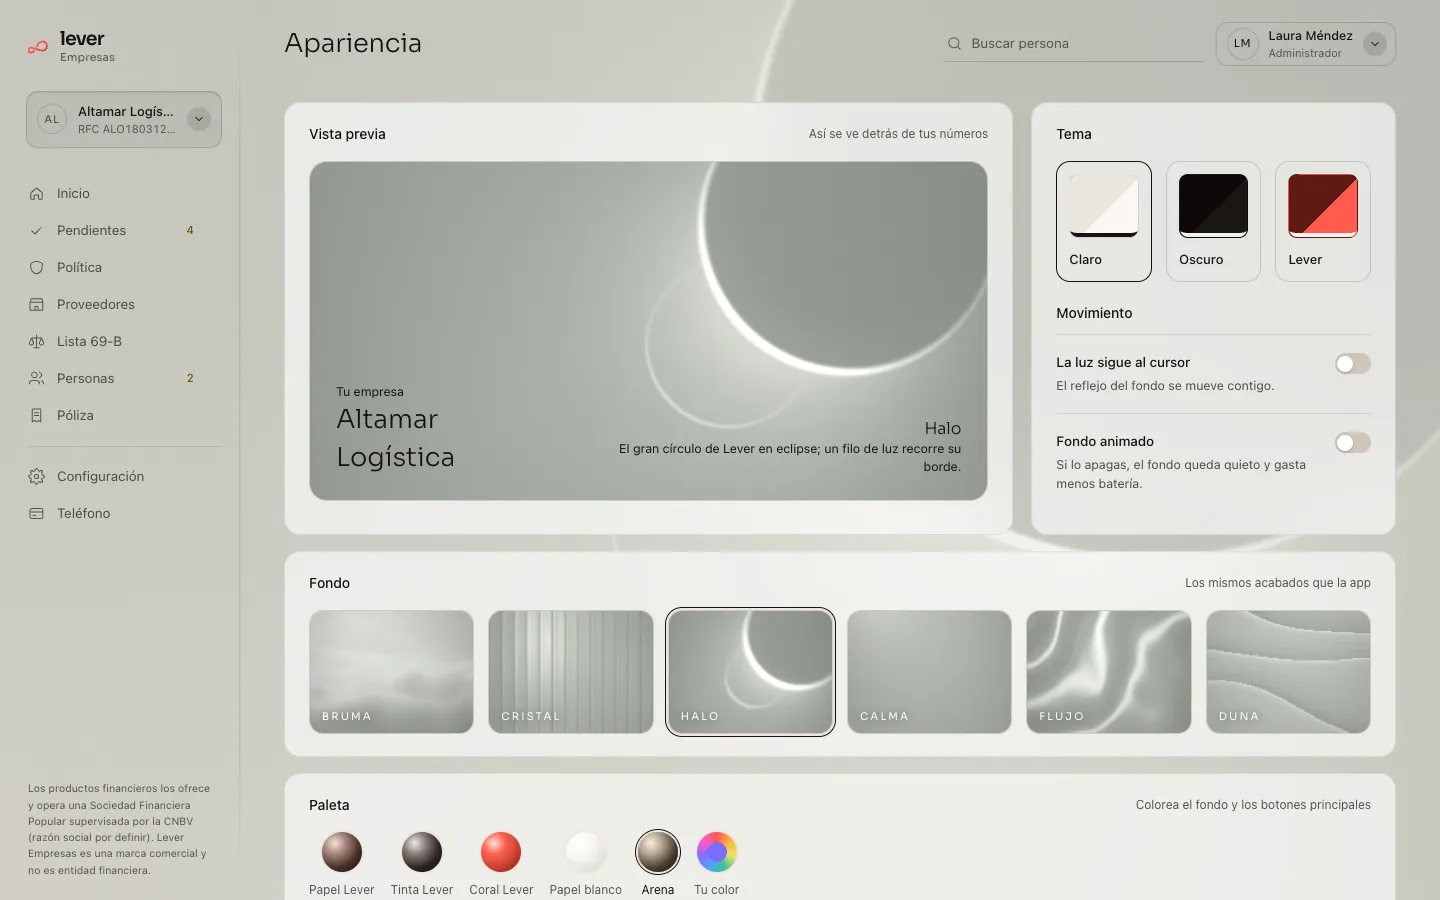 lever
Empresas
Altamar Logís...
RFC ALO180312...
AL
Inicio
Pendientes 4
Política
Proveedores
Lista 69-B
Personas 2
Póliza
Configuración
Teléfono
Los productos financieros los ofrece
y opera una Sociedad Financiera
Popular supervisada por la CNBV
(razón social por definir). Lever
Empresas es una marca comercial y
no es entidad financiera.
Apariencia
Buscar persona
LM
Laura Méndez
Administrador
Vista previa
Así se ve detrás de tus números
Tu empresa
Altamar
Logística
Halo
El gran círculo de Lever en eclipse; un filo de luz recorre su
borde.
Tema
Claro
Oscuro
Lever
Movimiento
La luz sigue al cursor
El reflejo del fondo se mueve contigo.
Fondo animado
Si lo apagas, el fondo queda quieto y gasta
menos batería.
Fondo
Los mismos acabados que la app
BRUMA
CRISTAL
HALO
CALMA
FLUJO
DUNA
Paleta
Colorea el fondo y los botones principales
Papel Lever
Tinta Lever
Coral Lever
Papel blanco
Arena
Tu color